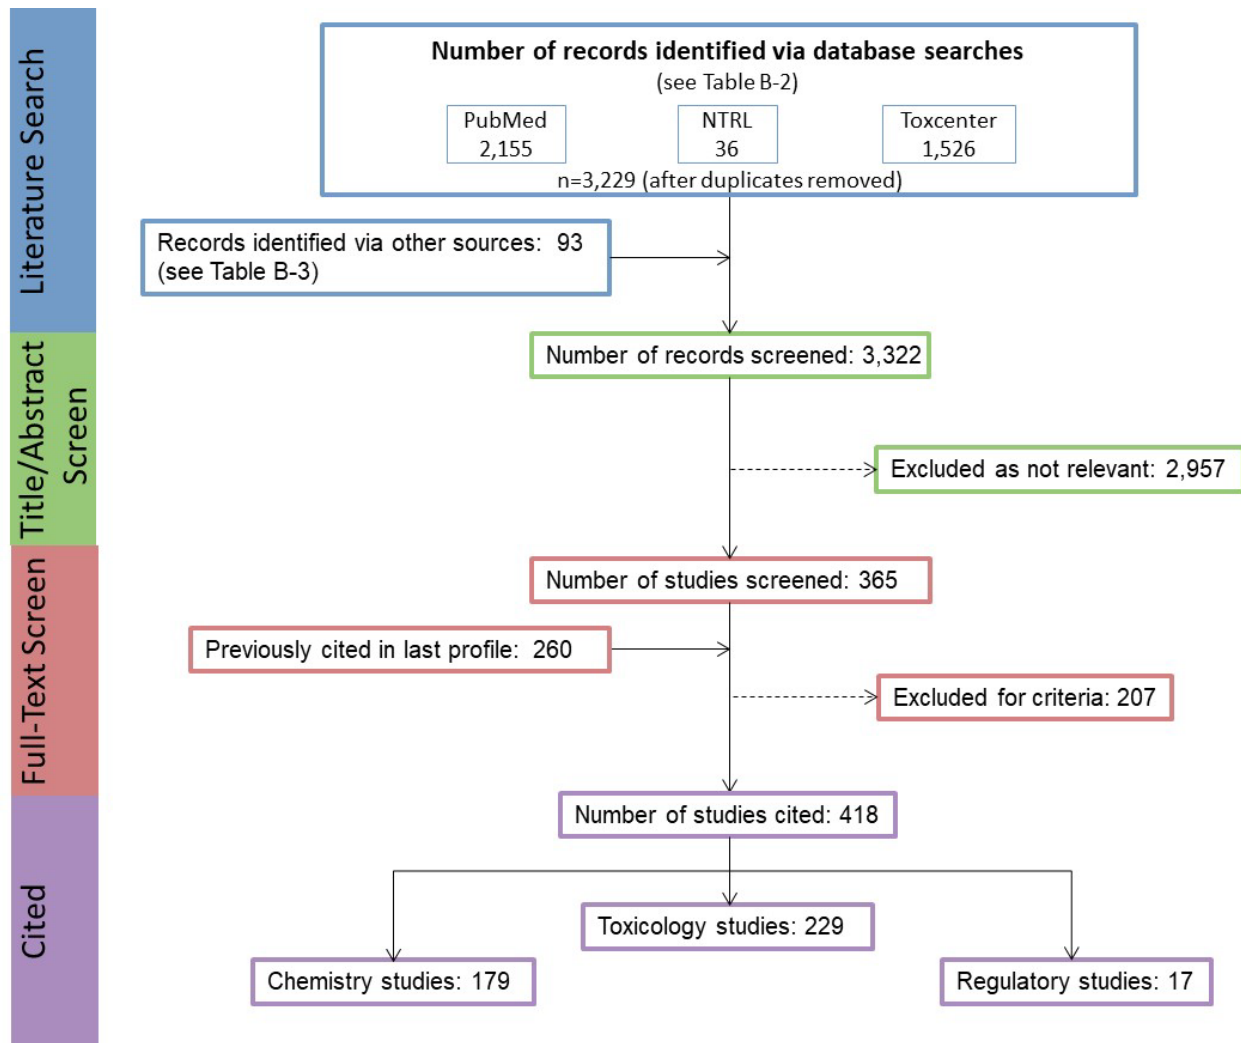 Literature Search
Number of records identified via database searches
(see Table B-2)
PubMed
2,155
NTRL
36
Toxcenter
1,526
n=3,229 (after duplicates removed)
Records identified via other sources: 93
(see Table B-3)
Title/Abstract
Screen
Number of records screened: 3,322
Excluded as not relevant: 2,957
Full-Text Screen
Number of studies screened: 365
Previously cited in last profile: 260
Excluded for criteria: 207
Cited
Number of studies cited: 418
Toxicology studies: 229
Chemistry studies: 179
Regulatory studies: 17